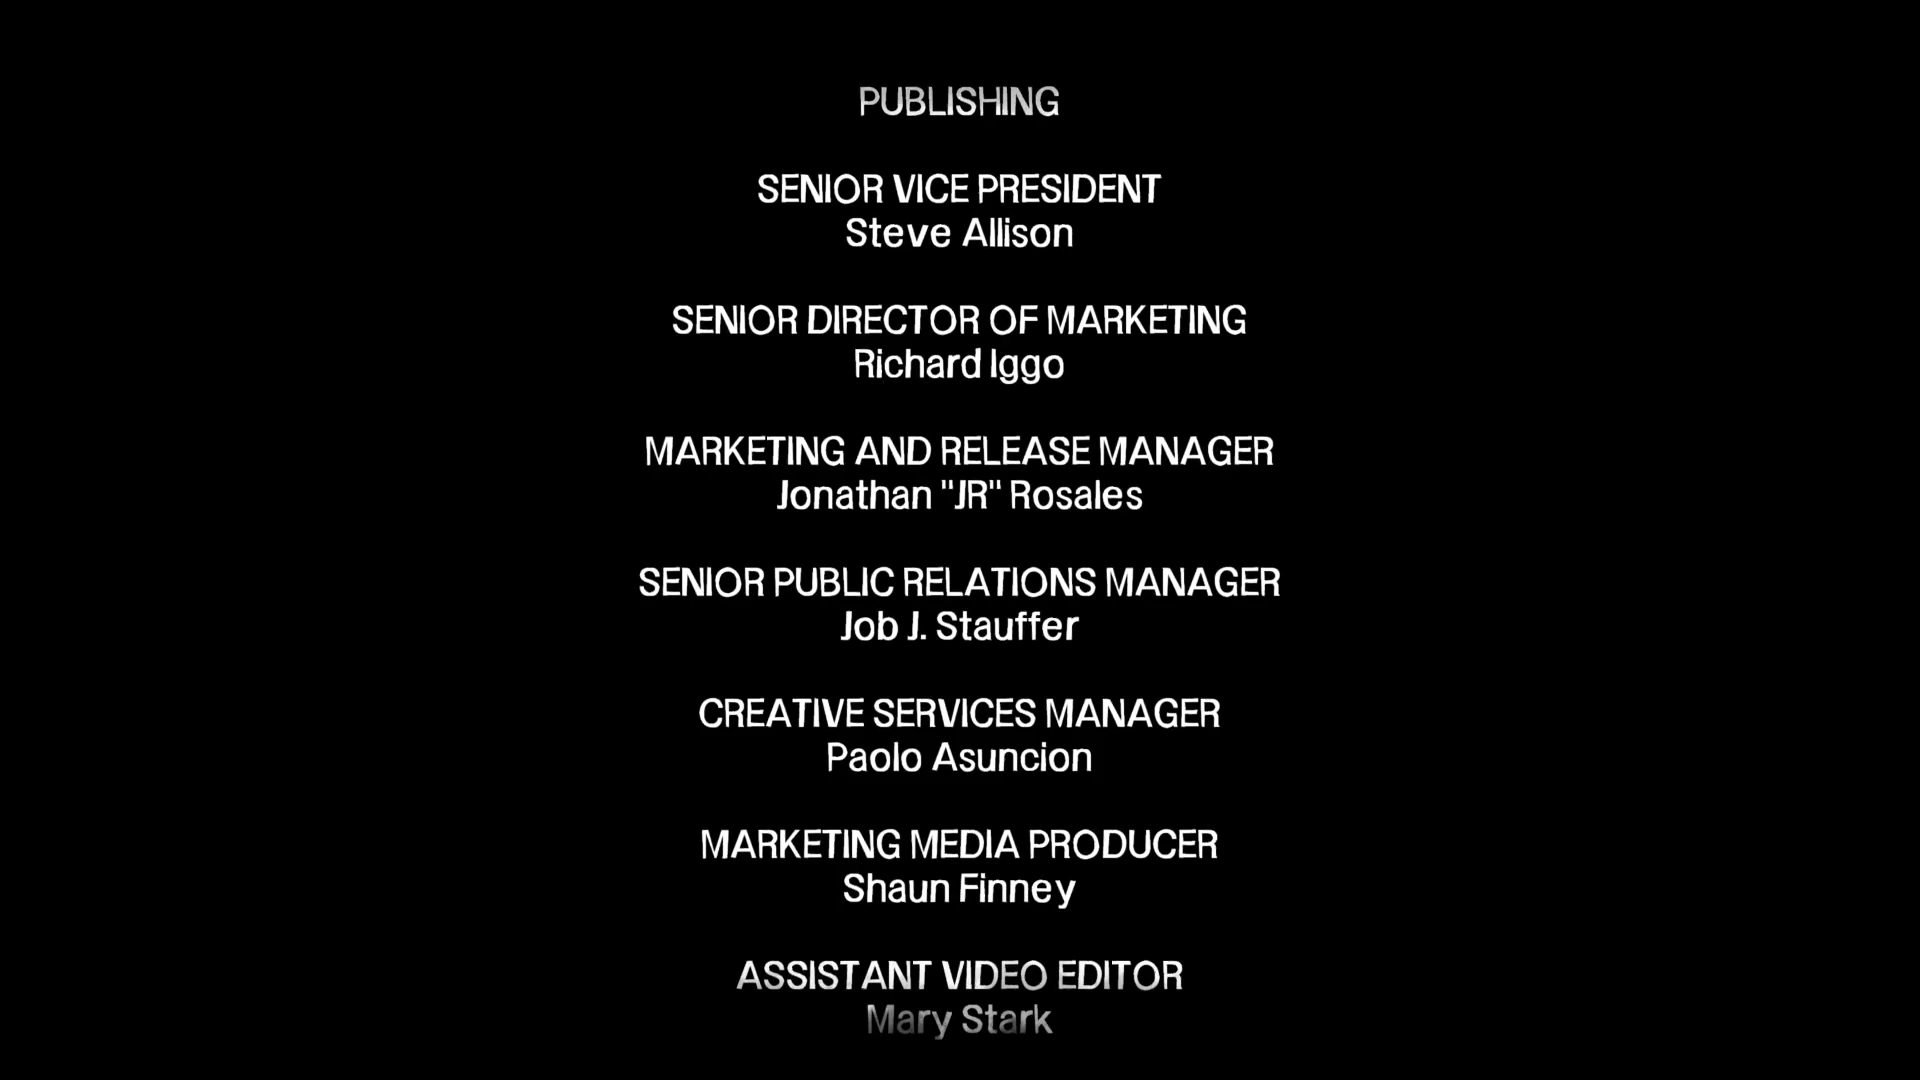 PUBLISHING
SENIOR VICE PRESIDENT
Steve Allison
SENIOR DIRECTOR OF MARKETING
Richard Iggo
MARKETING AND RELEASE MANAGER
Jonathan "JR" Rosales
SENIOR PUBLIC RELATIONS MANAGER
Job J. Stauffer
CREATIVE SERVICES MANAGER
Paolo Asuncion
MARKETING MEDIA PRODUCER
Shaun Finney
ASSISTANT VIDEO EDITOR
Mary Stark